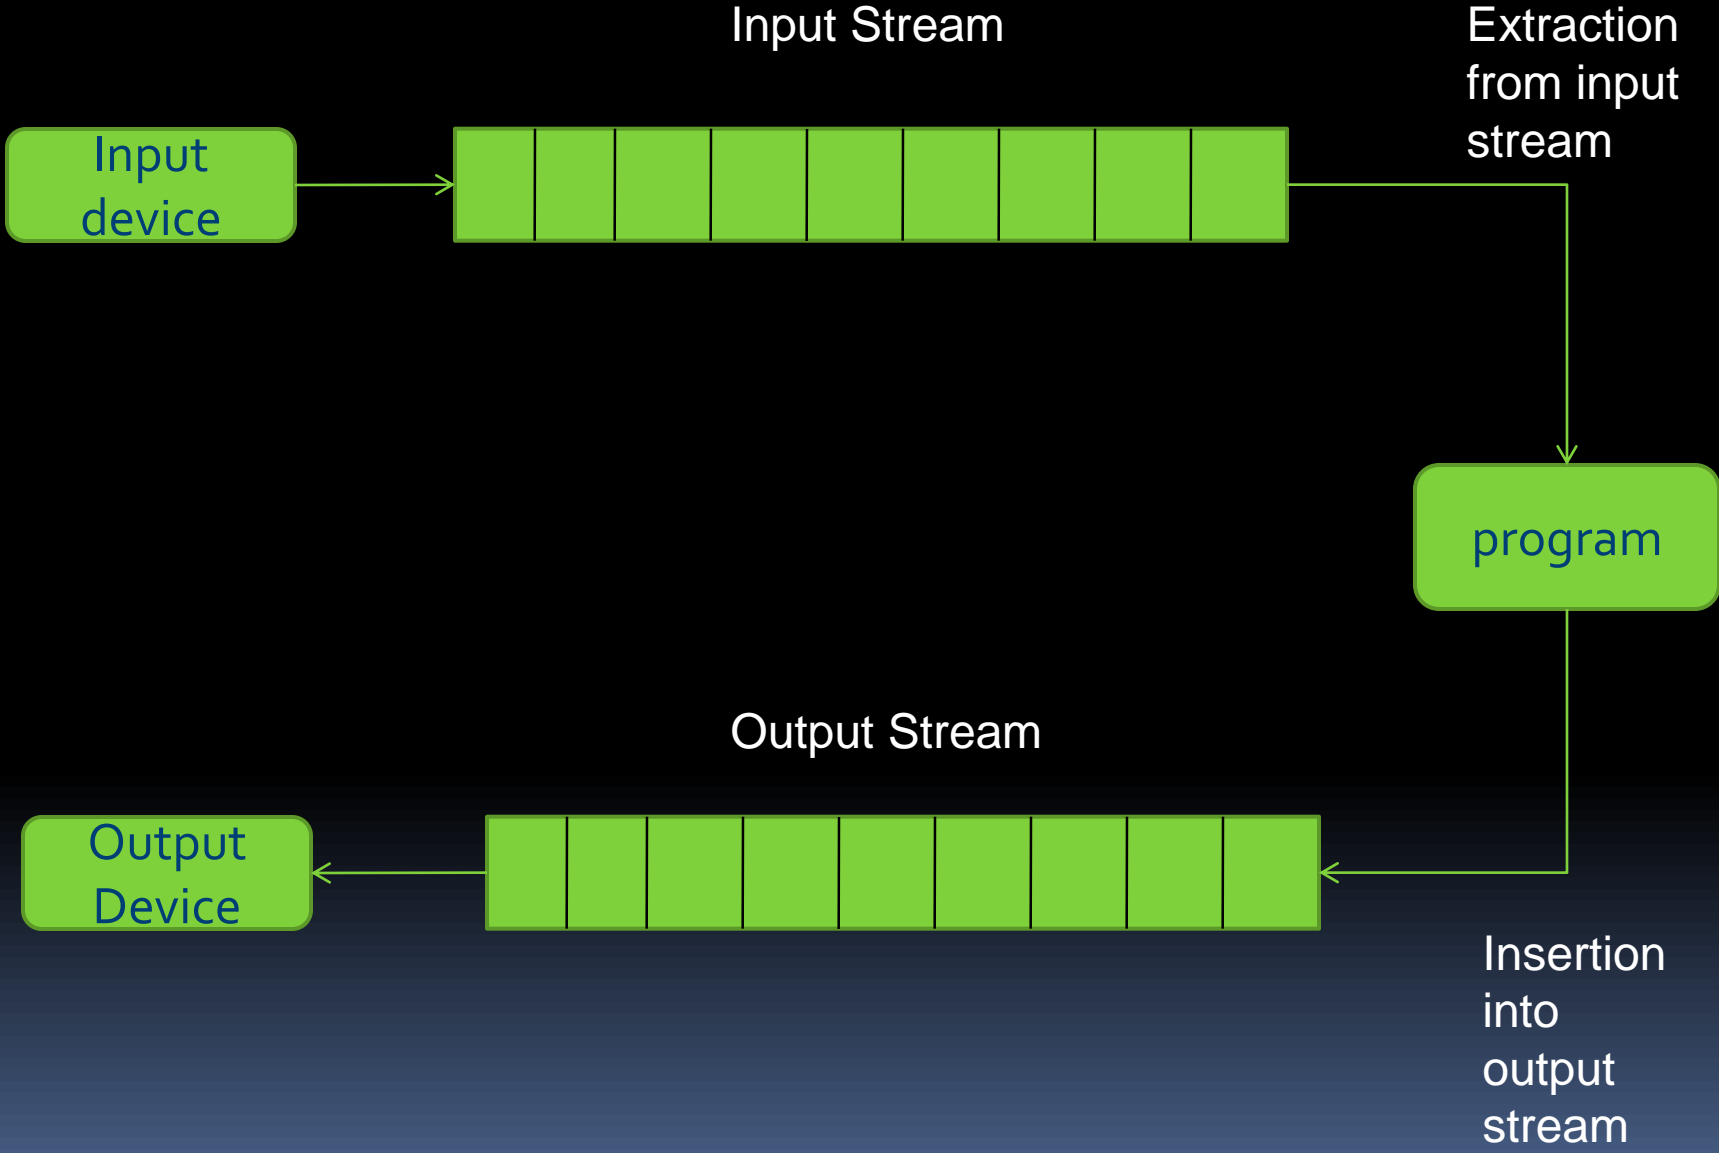 Input Stream
Extraction
from input
stream
Input
device
program
Output Stream
Output
Device
Insertion
into
output
stream